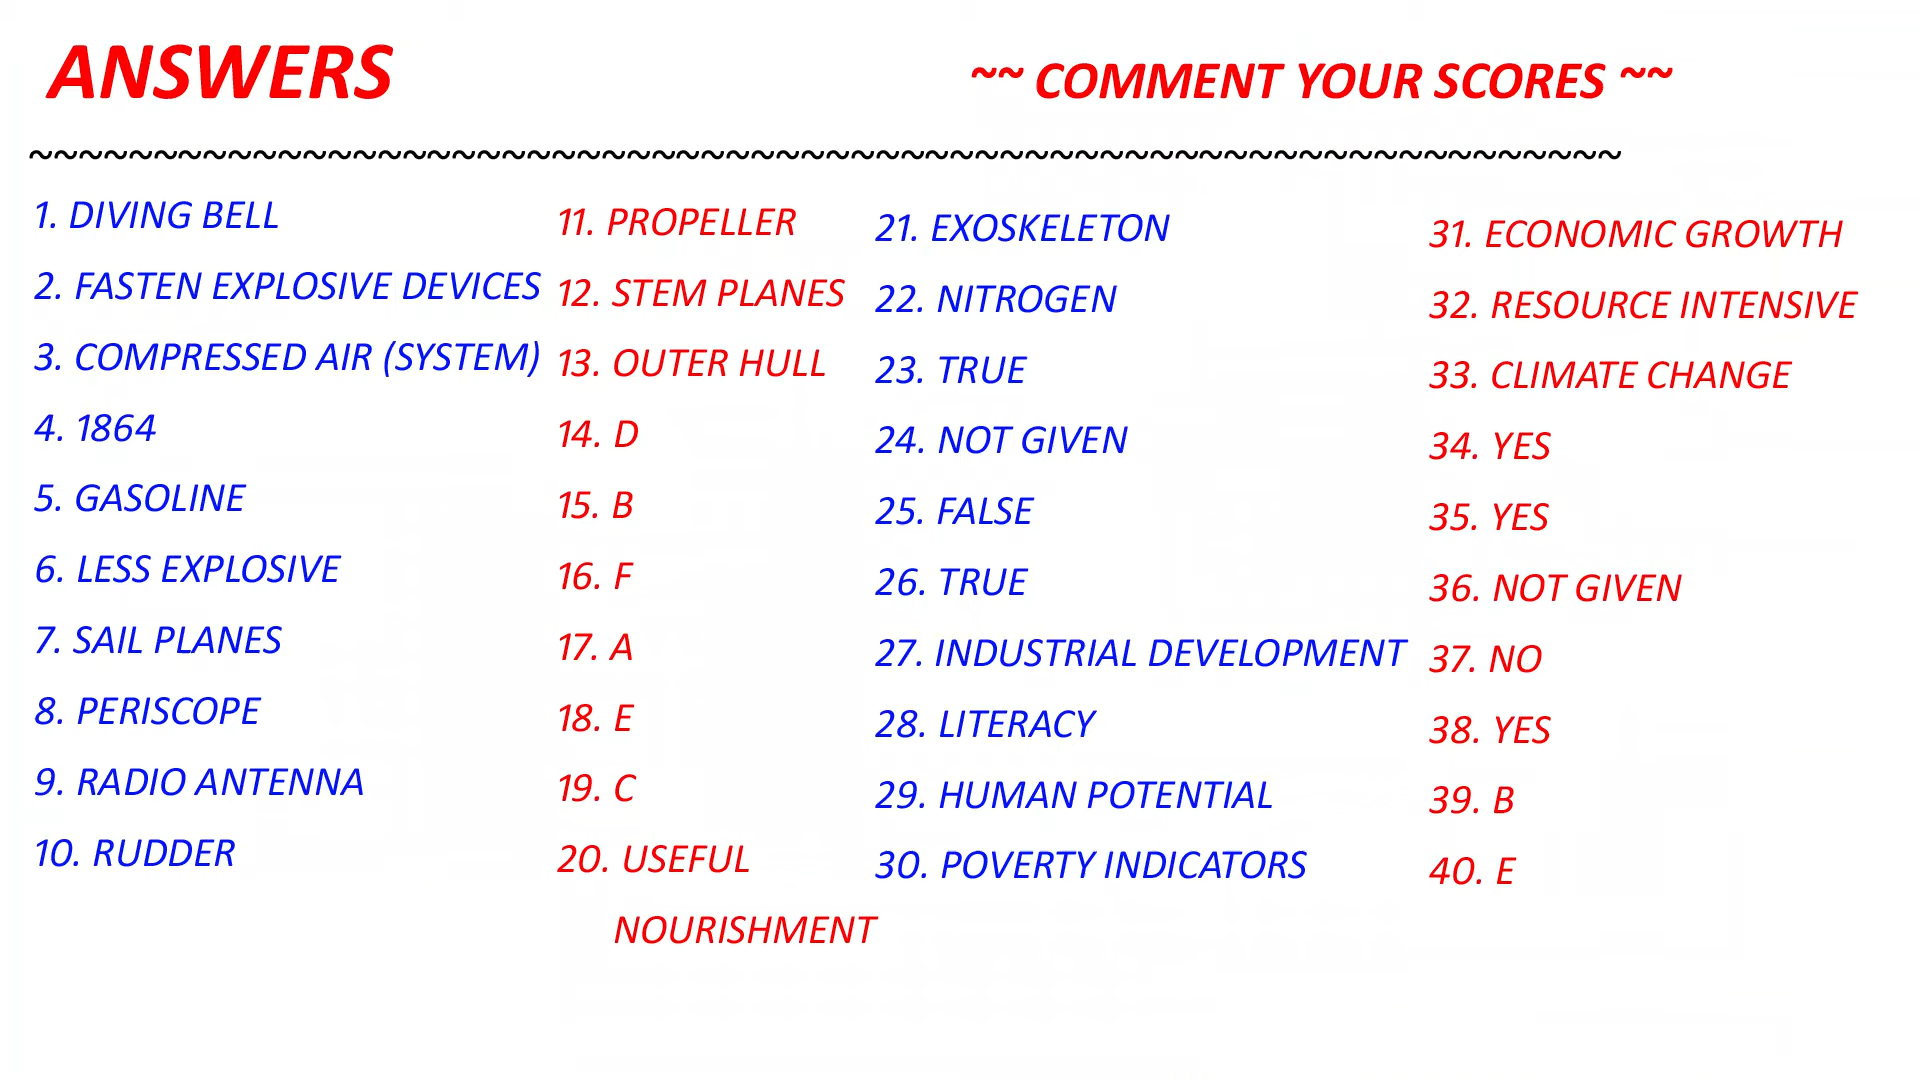 ANSWERS
~~ COMMENT YOUR SCORES ~~
~~~~~~~~~~~~~~~~~~~~~~~~~~~~~~~~~~~~~~~~~~~~~~~~~~~~~~~~~~~~~~~~
1. DIVING BELL
2. FASTEN EXPLOSIVE DEVICES
3. COMPRESSED AIR (SYSTEM)
4. 1864
5. GASOLINE
6. LESS EXPLOSIVE
7. SAIL PLANES
8. PERISCOPE
9. RADIO ANTENNA
10. RUDDER
11. PROPELLER
12. STEM PLANES
13. OUTER HULL
14. D
15. B
16. F
17. A
18. E
19. C
20. USEFUL
NOURISHMENT
21. EXOSKELETON
22. NITROGEN
23. TRUE
24. NOT GIVEN
25. FALSE
26. TRUE
27. INDUSTRIAL DEVELOPMENT
28. LITERACY
29. HUMAN POTENTIAL
30. POVERTY INDICATORS
31. ECONOMIC GROWTH
32. RESOURCE INTENSIVE
33. CLIMATE CHANGE
34. YES
35. YES
36. NOT GIVEN
37. NO
38. YES
39. B
40. E